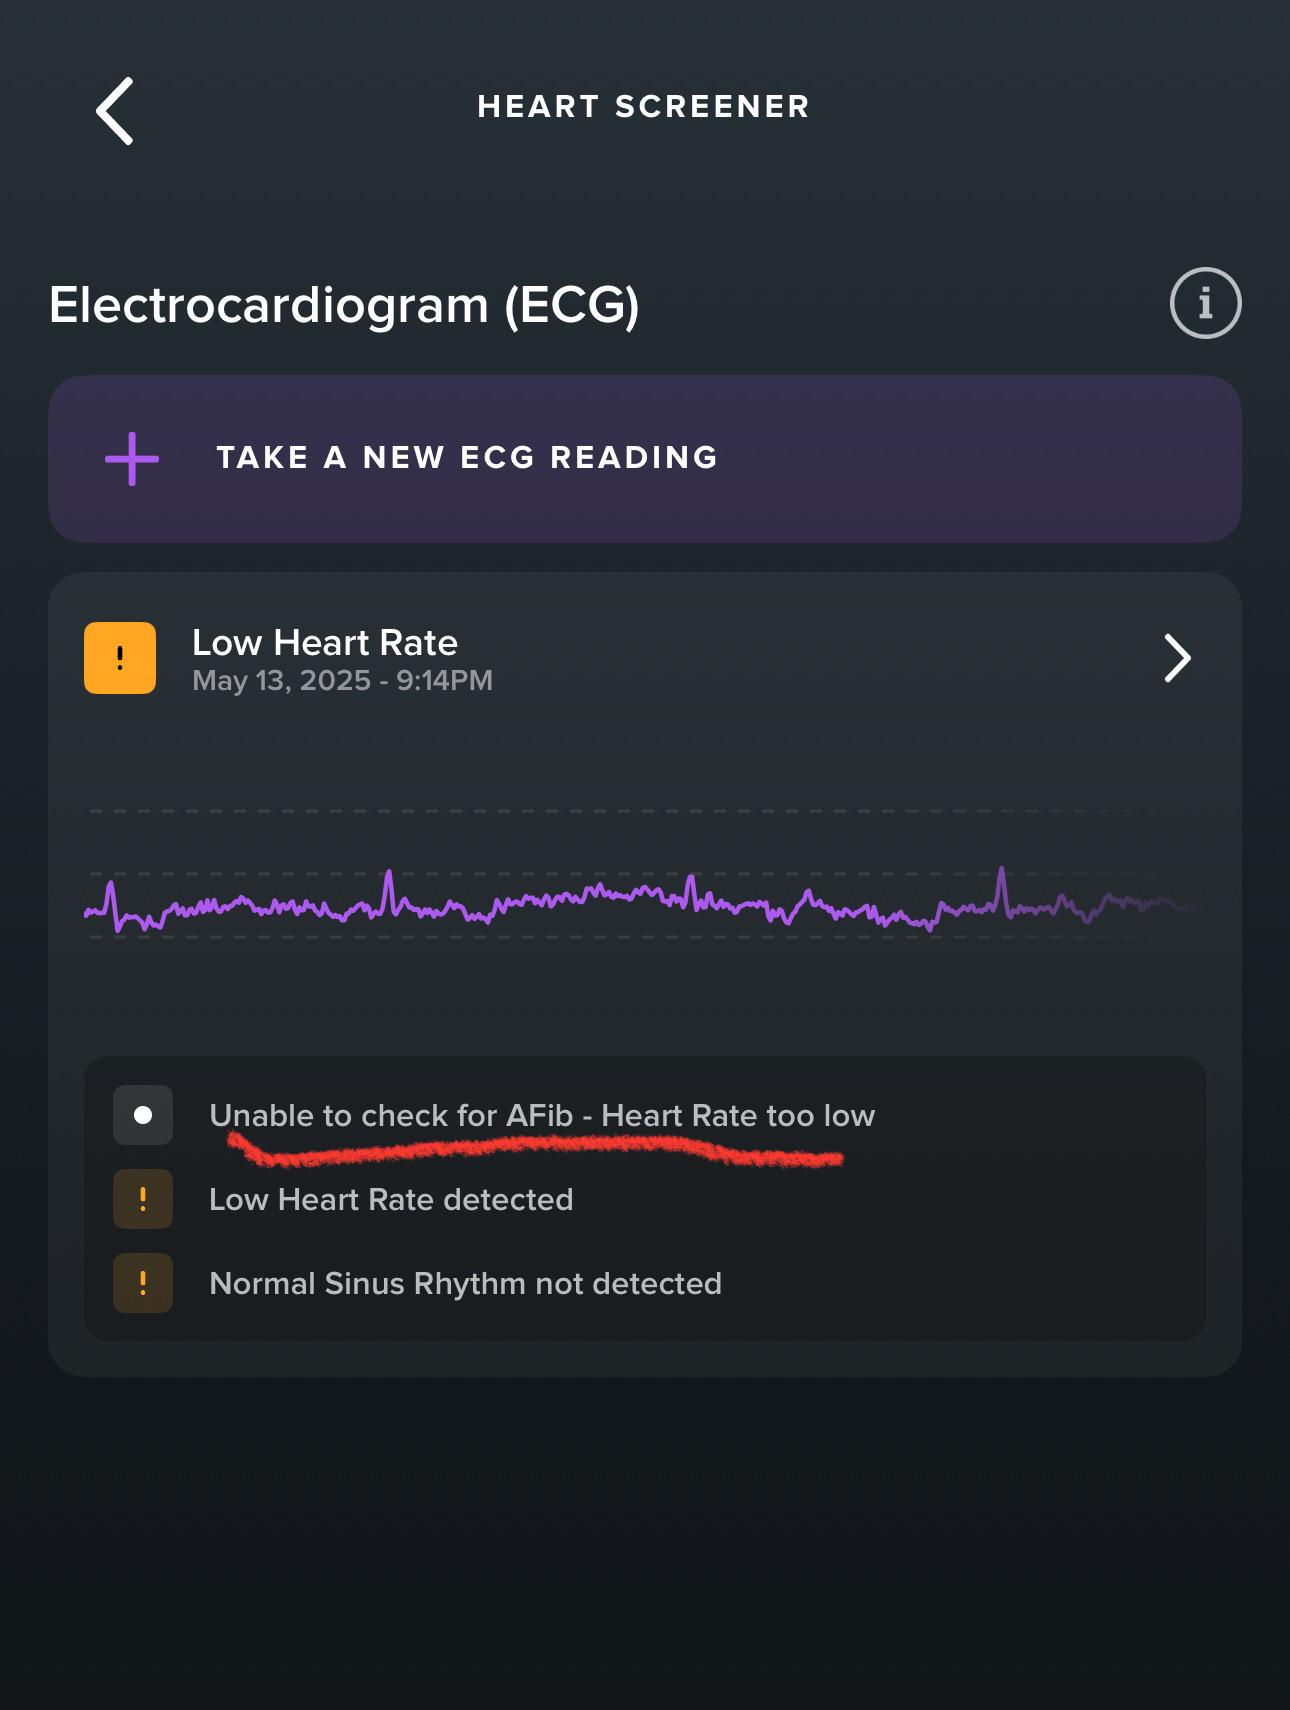 HEART SCREENER
Electrocardiogram (ECG)
i
TAKE A NEW ECG READING
! Low Heart Rate
May 13, 2025 - 9:14PM
Unable to check for AFib - Heart Rate too low
! Low Heart Rate detected
! Normal Sinus Rhythm not detected